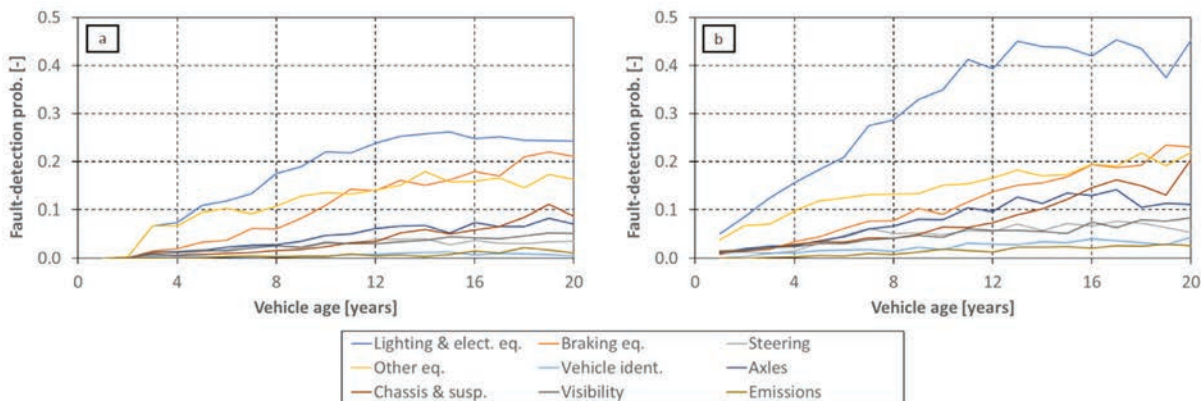 a
Fault-detection prob. [-]
0.5
0.4
0.3
0.2
0.1
0.0
0 4 8 12 16 20
Vehicle age [years]
b
Fault-detection prob. [-]
0.5
0.4
0.3
0.2
0.1
0.0
0 4 8 12 16 20
Vehicle age [years]
Lighting & elect. eq. Braking eq. Steering
Other eq. Vehicle ident. Axles
Chassis & susp. Visibility Emissions